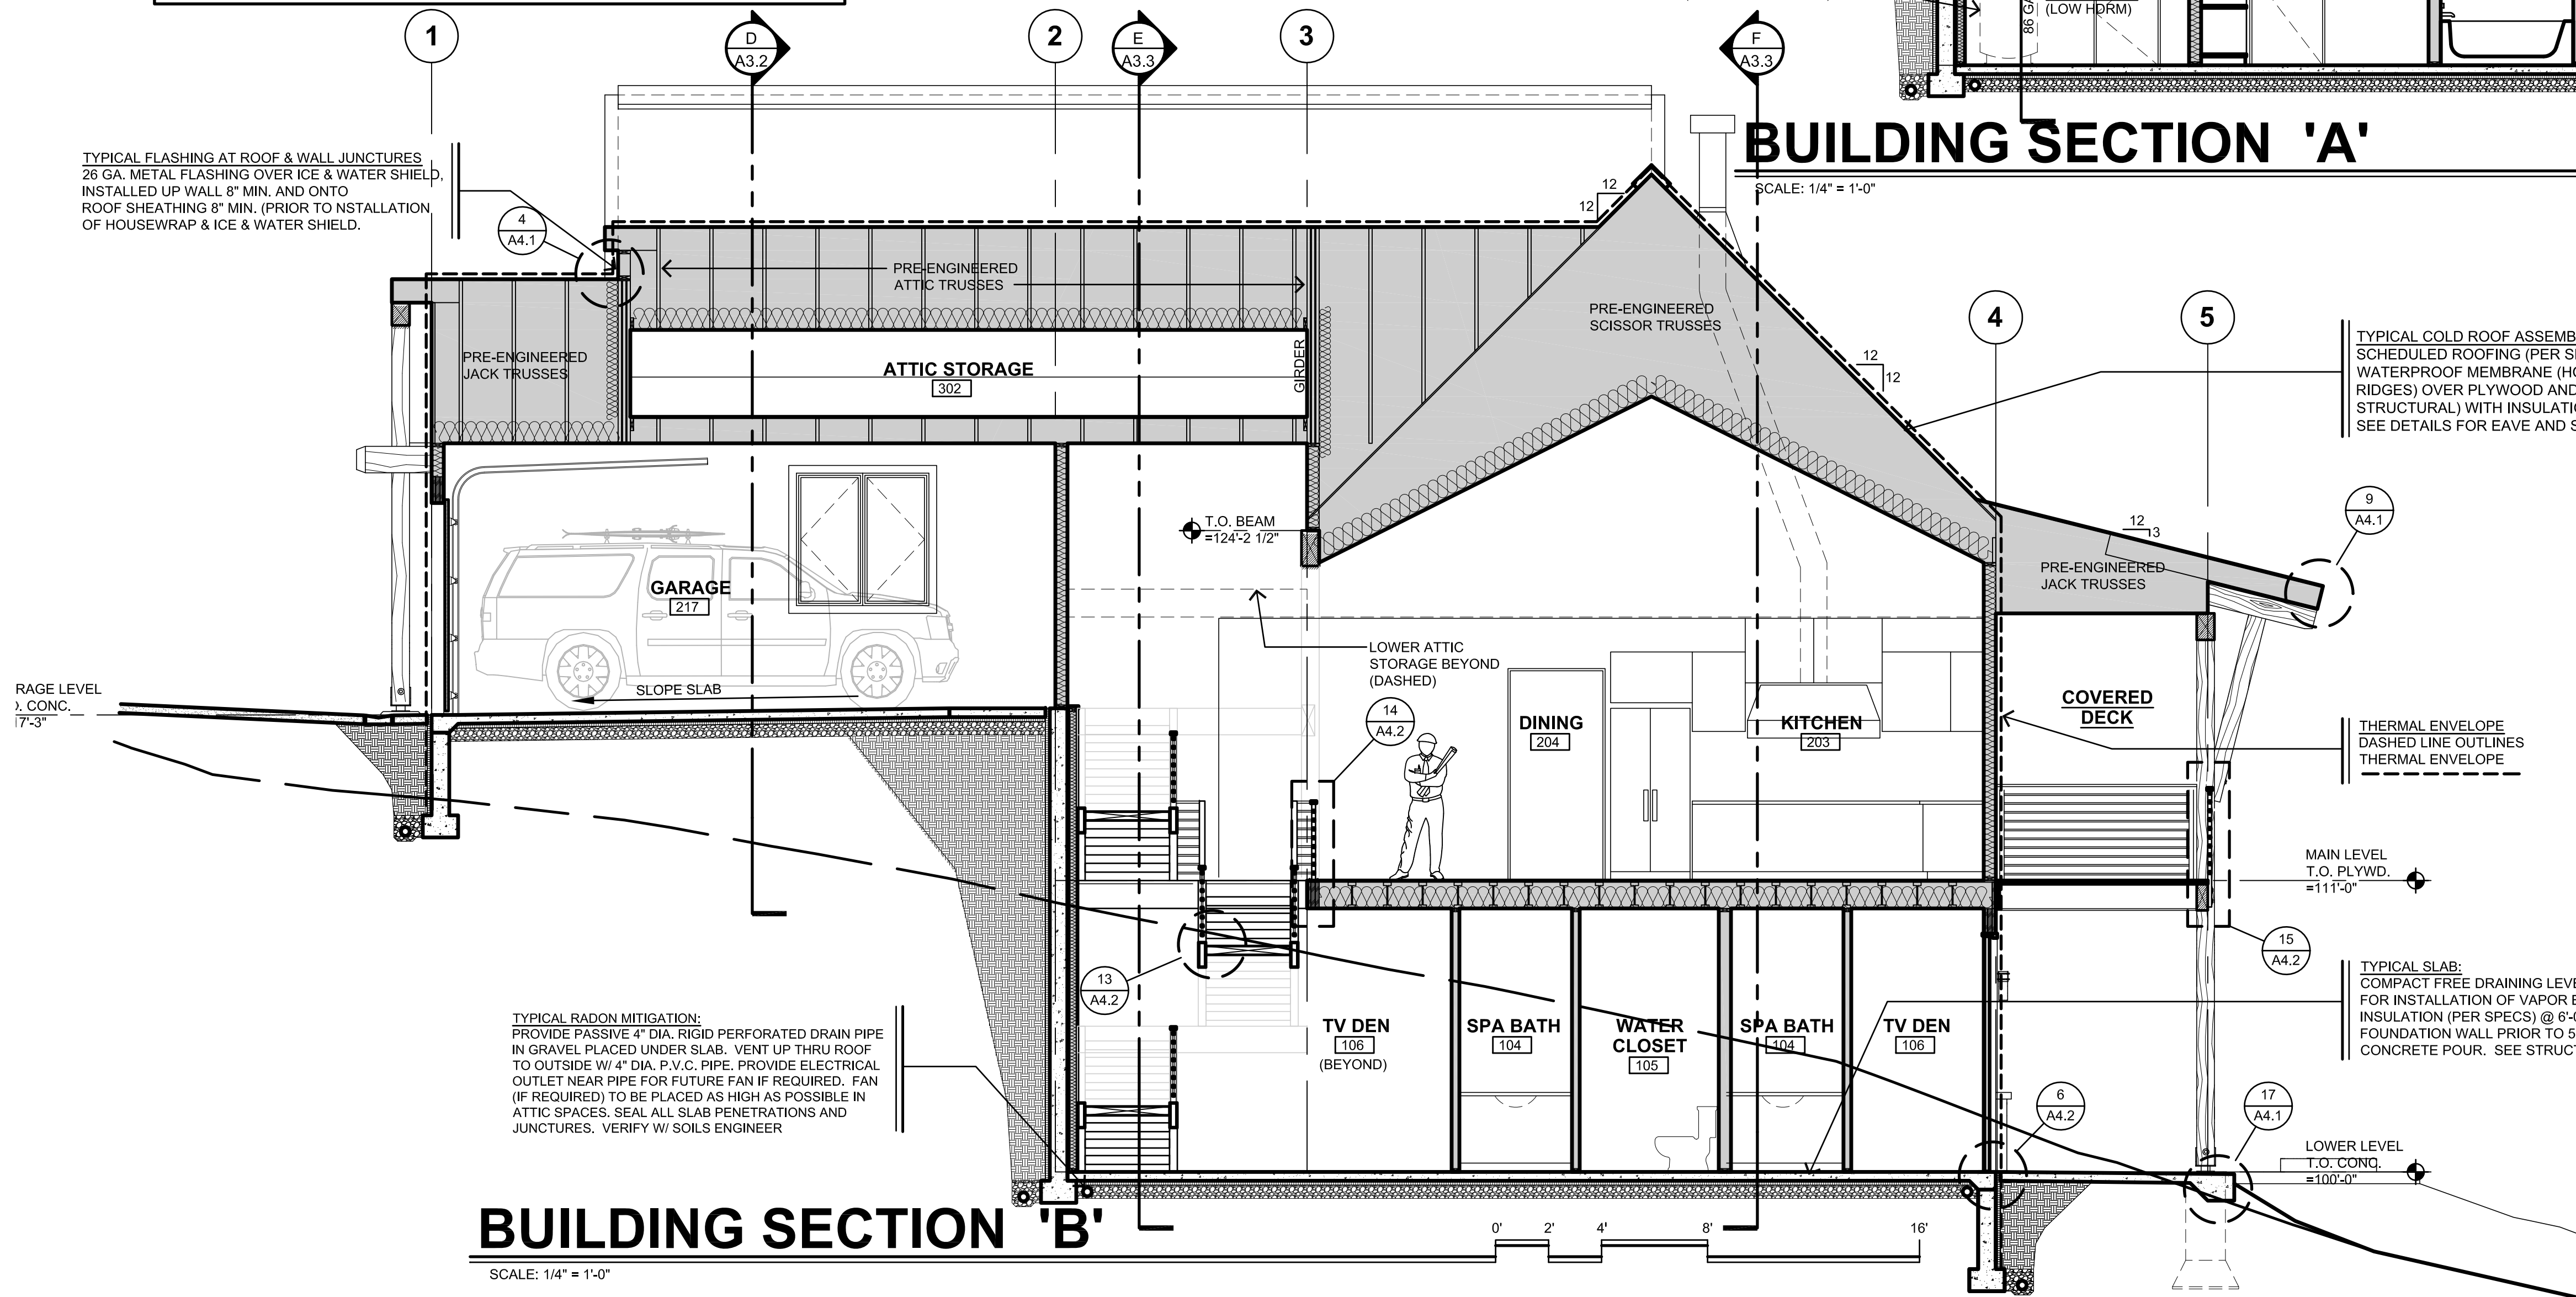 86 GA
(LOW HDRM)
BUILDING SECTION 'A'
SCALE: 1/4" = 1'-0"
1
D
A3.2
2
E
A3.3
3
F
A3.3
TYPICAL FLASHING AT ROOF & WALL JUNCTURES
26 GA. METAL FLASHING OVER ICE & WATER SHIELD,
INSTALLED UP WALL 8" MIN. AND ONTO
ROOF SHEATHING 8" MIN. (PRIOR TO NSTALLATION
OF HOUSEWRAP & ICE & WATER SHIELD.
4
A4.1
12
12
PRE-ENGINEERED
ATTIC TRUSSES
PRE-ENGINEERED
SCISSOR TRUSSES
4
5
PRE-ENGINEERED
JACK TRUSSES
ATTIC STORAGE
302
GIRDER
12
12
TYPICAL COLD ROOF ASSEMB
SCHEDULED ROOFING (PER S
WATERPROOF MEMBRANE (HO
RIDGES) OVER PLYWOOD AND
STRUCTURAL) WITH INSULATI
SEE DETAILS FOR EAVE AND S
T.O. BEAM
=124'-2 1/2"
12
3
9
A4.1
GARAGE
217
PRE-ENGINEERED
JACK TRUSSES
LOWER ATTIC
STORAGE BEYOND
(DASHED)
SLOPE SLAB
RAGE LEVEL
. CONC.
17'-3"
14
A4.2
DINING
204
KITCHEN
203
COVERED
DECK
THERMAL ENVELOPE
DASHED LINE OUTLINES
THERMAL ENVELOPE
MAIN LEVEL
T.O. PLYWD.
=111'-0"
15
A4.2
13
A4.2
TYPICAL SLAB:
COMPACT FREE DRAINING LEVE
FOR INSTALLATION OF VAPOR B
INSULATION (PER SPECS) @ 6'-0
FOUNDATION WALL PRIOR TO 5
CONCRETE POUR. SEE STRUCT
TYPICAL RADON MITIGATION:
PROVIDE PASSIVE 4" DIA. RIGID PERFORATED DRAIN PIPE
IN GRAVEL PLACED UNDER SLAB. VENT UP THRU ROOF
TO OUTSIDE W/ 4" DIA. P.V.C. PIPE. PROVIDE ELECTRICAL
OUTLET NEAR PIPE FOR FUTURE FAN IF REQUIRED. FAN
(IF REQUIRED) TO BE PLACED AS HIGH AS POSSIBLE IN
ATTIC SPACES. SEAL ALL SLAB PENETRATIONS AND
JUNCTURES. VERIFY W/ SOILS ENGINEER
TV DEN
106
(BEYOND)
SPA BATH
104
WATER
CLOSET
105
SPA BATH
104
TV DEN
106
6
A4.2
17
A4.1
LOWER LEVEL
T.O. CONC.
=100'-0"
BUILDING SECTION 'B'
SCALE: 1/4" = 1'-0"
0' 2' 4' 8' 16'